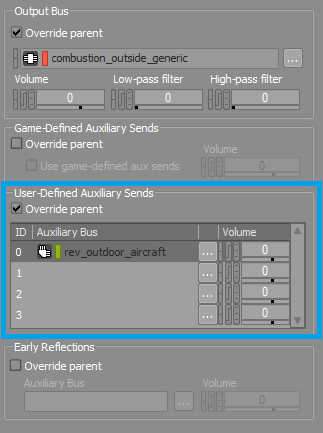 Output Bus
Override parent
combustion_outside_generic ...
Volume Low-pass filter High-pass filter
0 0 0
Game-Defined Auxiliary Sends
Override parent Volume
Use game-defined aux sends 0
User-Defined Auxiliary Sends
Override parent
ID Auxiliary Bus Volume
0 rev_outdoor_aircraft ... 0
1 ... 0
2 ... 0
3 ... 0
Early Reflections
Override parent
Auxiliary Bus Volume
... 0